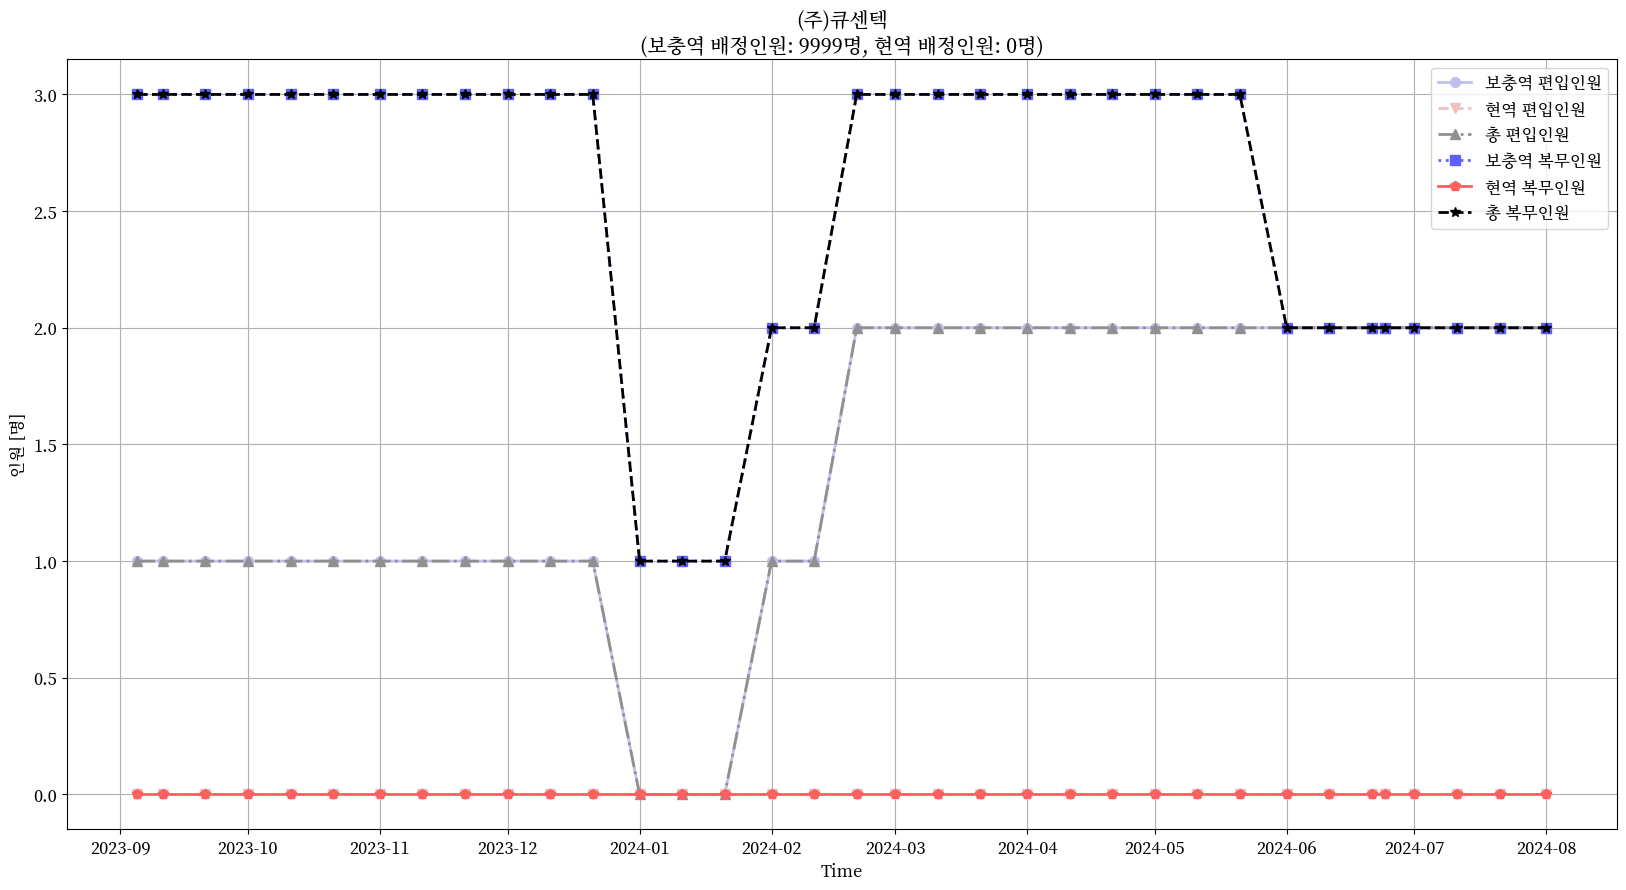 (주)큐센텍
(보충역 배정인원: 9999명, 현역 배정인원: 0명)
보충역 편입인원
현역 편입인원
총 편입인원
보충역 복무인원
현역 복무인원
총 복무인원
3.0
2.5
2.0
1.5
1.0
0.5
0.0
인원 [명]
2023-09 2023-10 2023-11 2023-12 2024-01 2024-02 2024-03 2024-04 2024-05 2024-06 2024-07 2024-08
Time